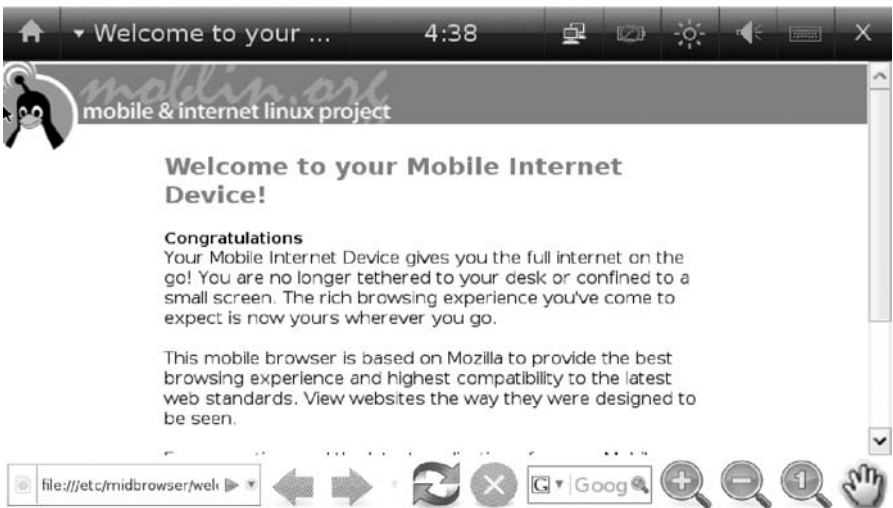 Welcome to your ...
4:38
moblin.org
mobile & internet linux project
Welcome to your Mobile Internet
Device!
Congratulations
Your Mobile Internet Device gives you the full internet on the
go! You are no longer tethered to your desk or confined to a
small screen. The rich browsing experience you've come to
expect is now yours wherever you go.
This mobile browser is based on Mozilla to provide the best
browsing experience and highest compatibility to the latest
web standards. View websites the way they were designed to
be seen.
file:///etc/midbrowser/wel
G
Goog
1